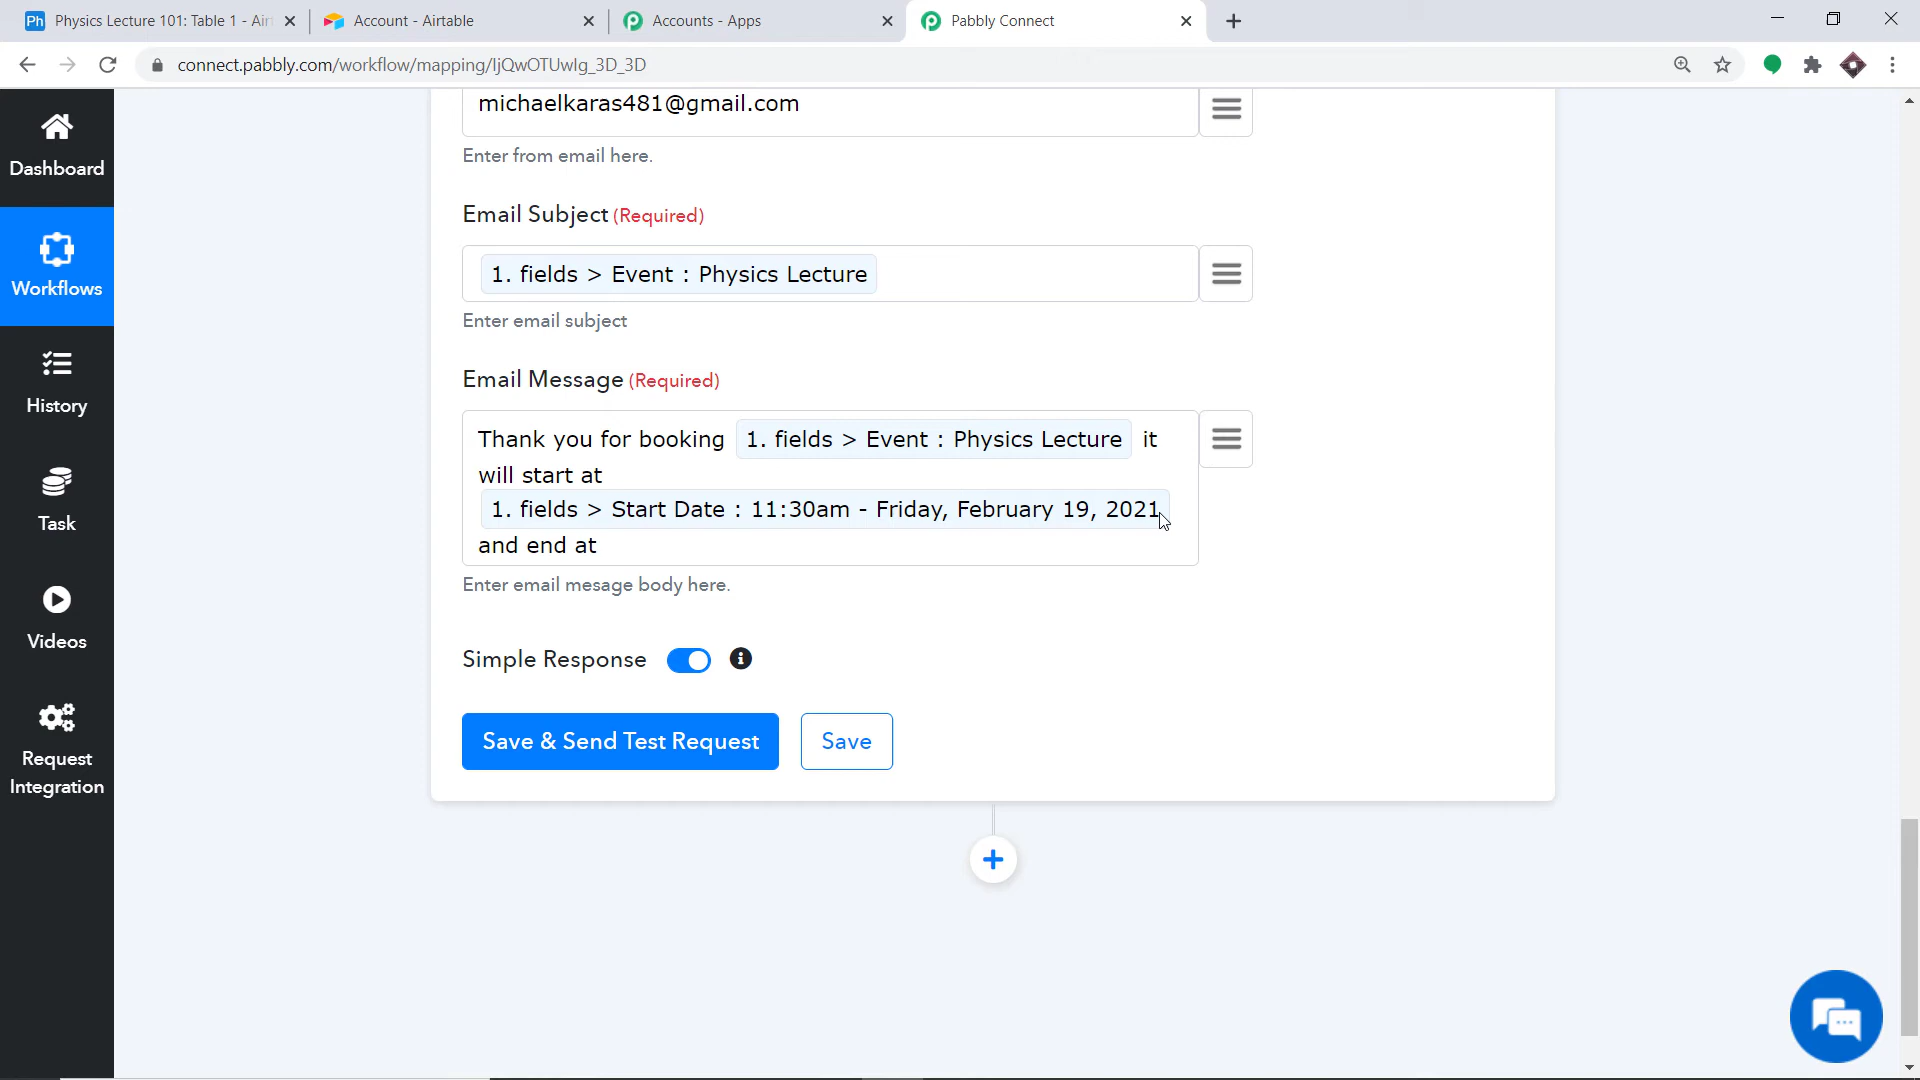 Ph Physics Lecture 101: Table 1 - Air
Account - Airtable
Accounts - Apps
Pabbly Connect
connect.pabbly.com/workflow/mapping/IjQwOTUwIg_3D_3D
Dashboard
Workflows
History
Task
Videos
Request
Integration
michaelkaras481@gmail.com
Enter from email here.
Email Subject (Required)
1. fields > Event : Physics Lecture
Enter email subject
Email Message (Required)
Thank you for booking 1. fields > Event : Physics Lecture it
will start at
1. fields > Start Date : 11:30am - Friday, February 19, 2021
and end at
Enter email mesage body here.
Simple Response
Save & Send Test Request
Save